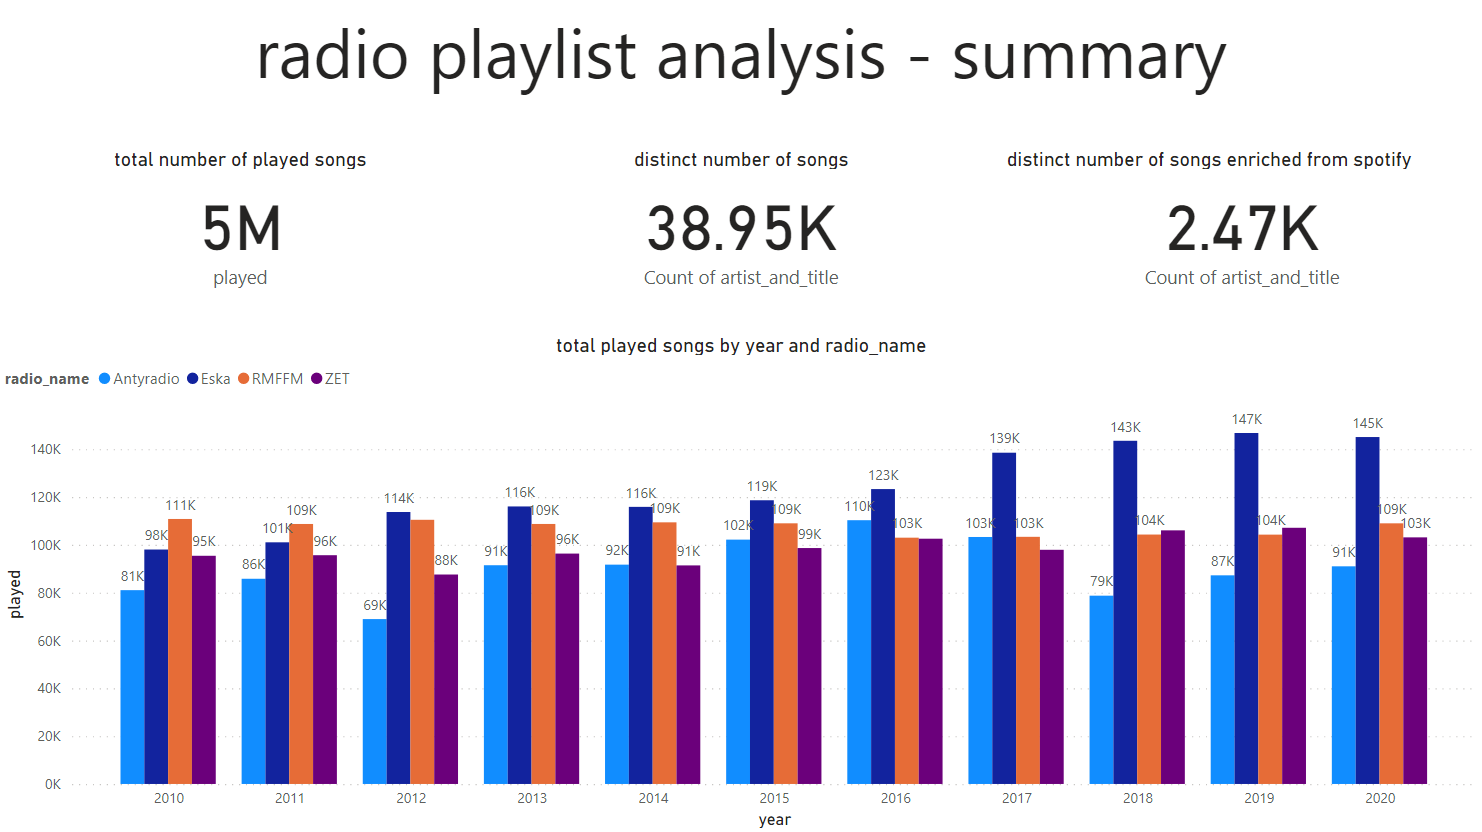 radio playlist analysis - summary
total number of played songs
5M
played
distinct number of songs
38.95K
Count of artist_and_title
distinct number of songs enriched from spotify
2.47K
Count of artist_and_title
total played songs by year and radio_name
radio_name Antyradio Eska RMFFM ZET
played
140K
120K
100K
80K
60K
40K
20K
0K
81K 98K 111K 95K
86K 101K 109K 96K
69K 114K 88K
91K 116K 109K 96K
92K 116K 109K 91K
102K 119K 109K 99K
110K 123K 103K
103K 139K 103K
79K 143K 104K
87K 147K 104K
91K 145K 109K 103K
2010 2011 2012 2013 2014 2015 2016 2017 2018 2019 2020
year